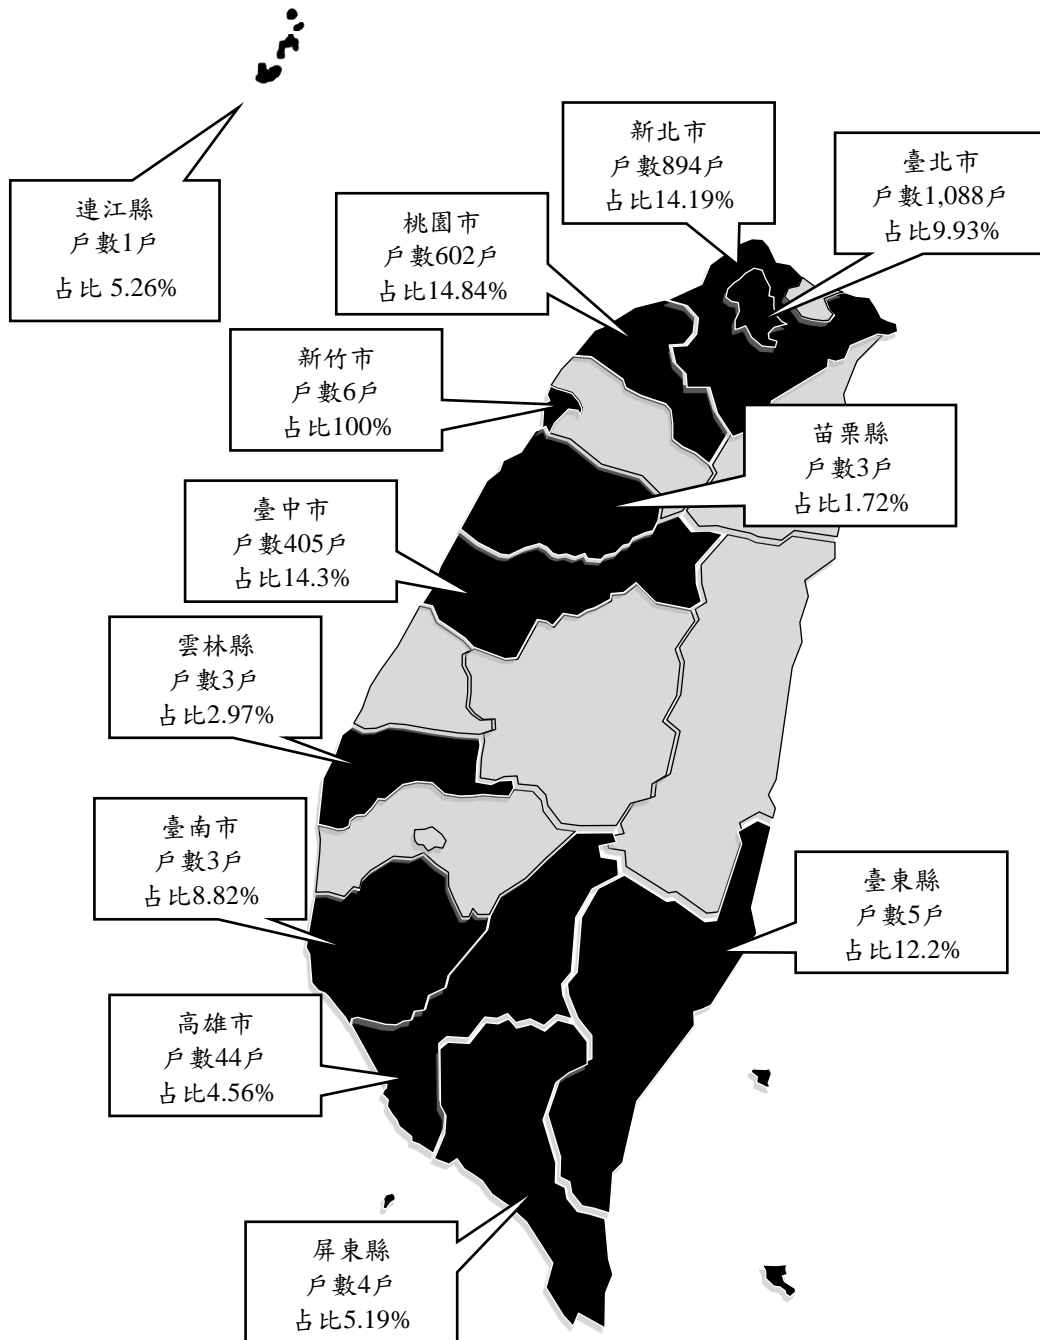 新北市
戶數894戶
占比14.19%
臺北市
戶數1,088戶
占比9.93%
連江縣
戶數1戶
占比 5.26%
桃園市
戶數602戶
占比14.84%
新竹市
戶數6戶
占比100%
苗栗縣
戶數3戶
占比1.72%
臺中市
戶數405戶
占比14.3%
雲林縣
戶數3戶
占比2.97%
臺南市
戶數3戶
占比8.82%
臺東縣
戶數5戶
占比12.2%
高雄市
戶數44戶
占比4.56%
屏東縣
戶數4戶
占比5.19%